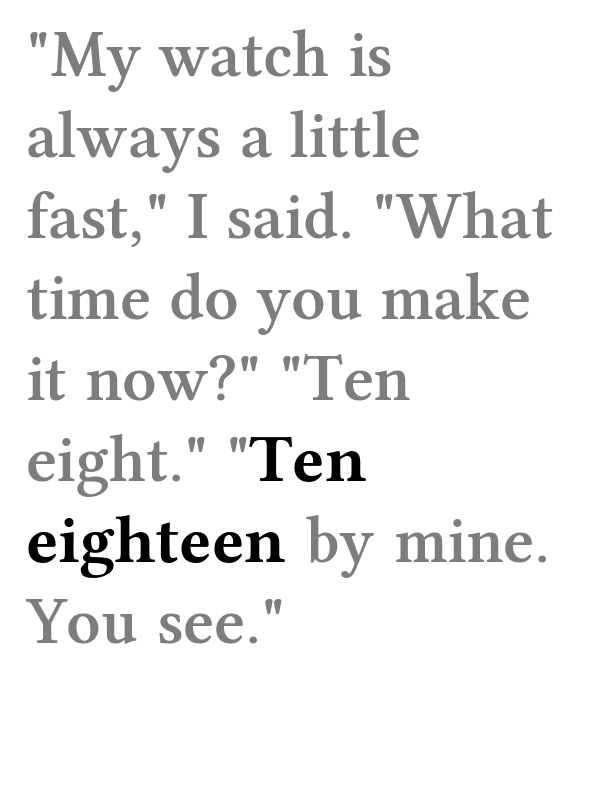 "My watch is
always a little
fast," I said. "What
time do you make
it now?" "Ten
eight." "Ten
eighteen by mine.
You see."